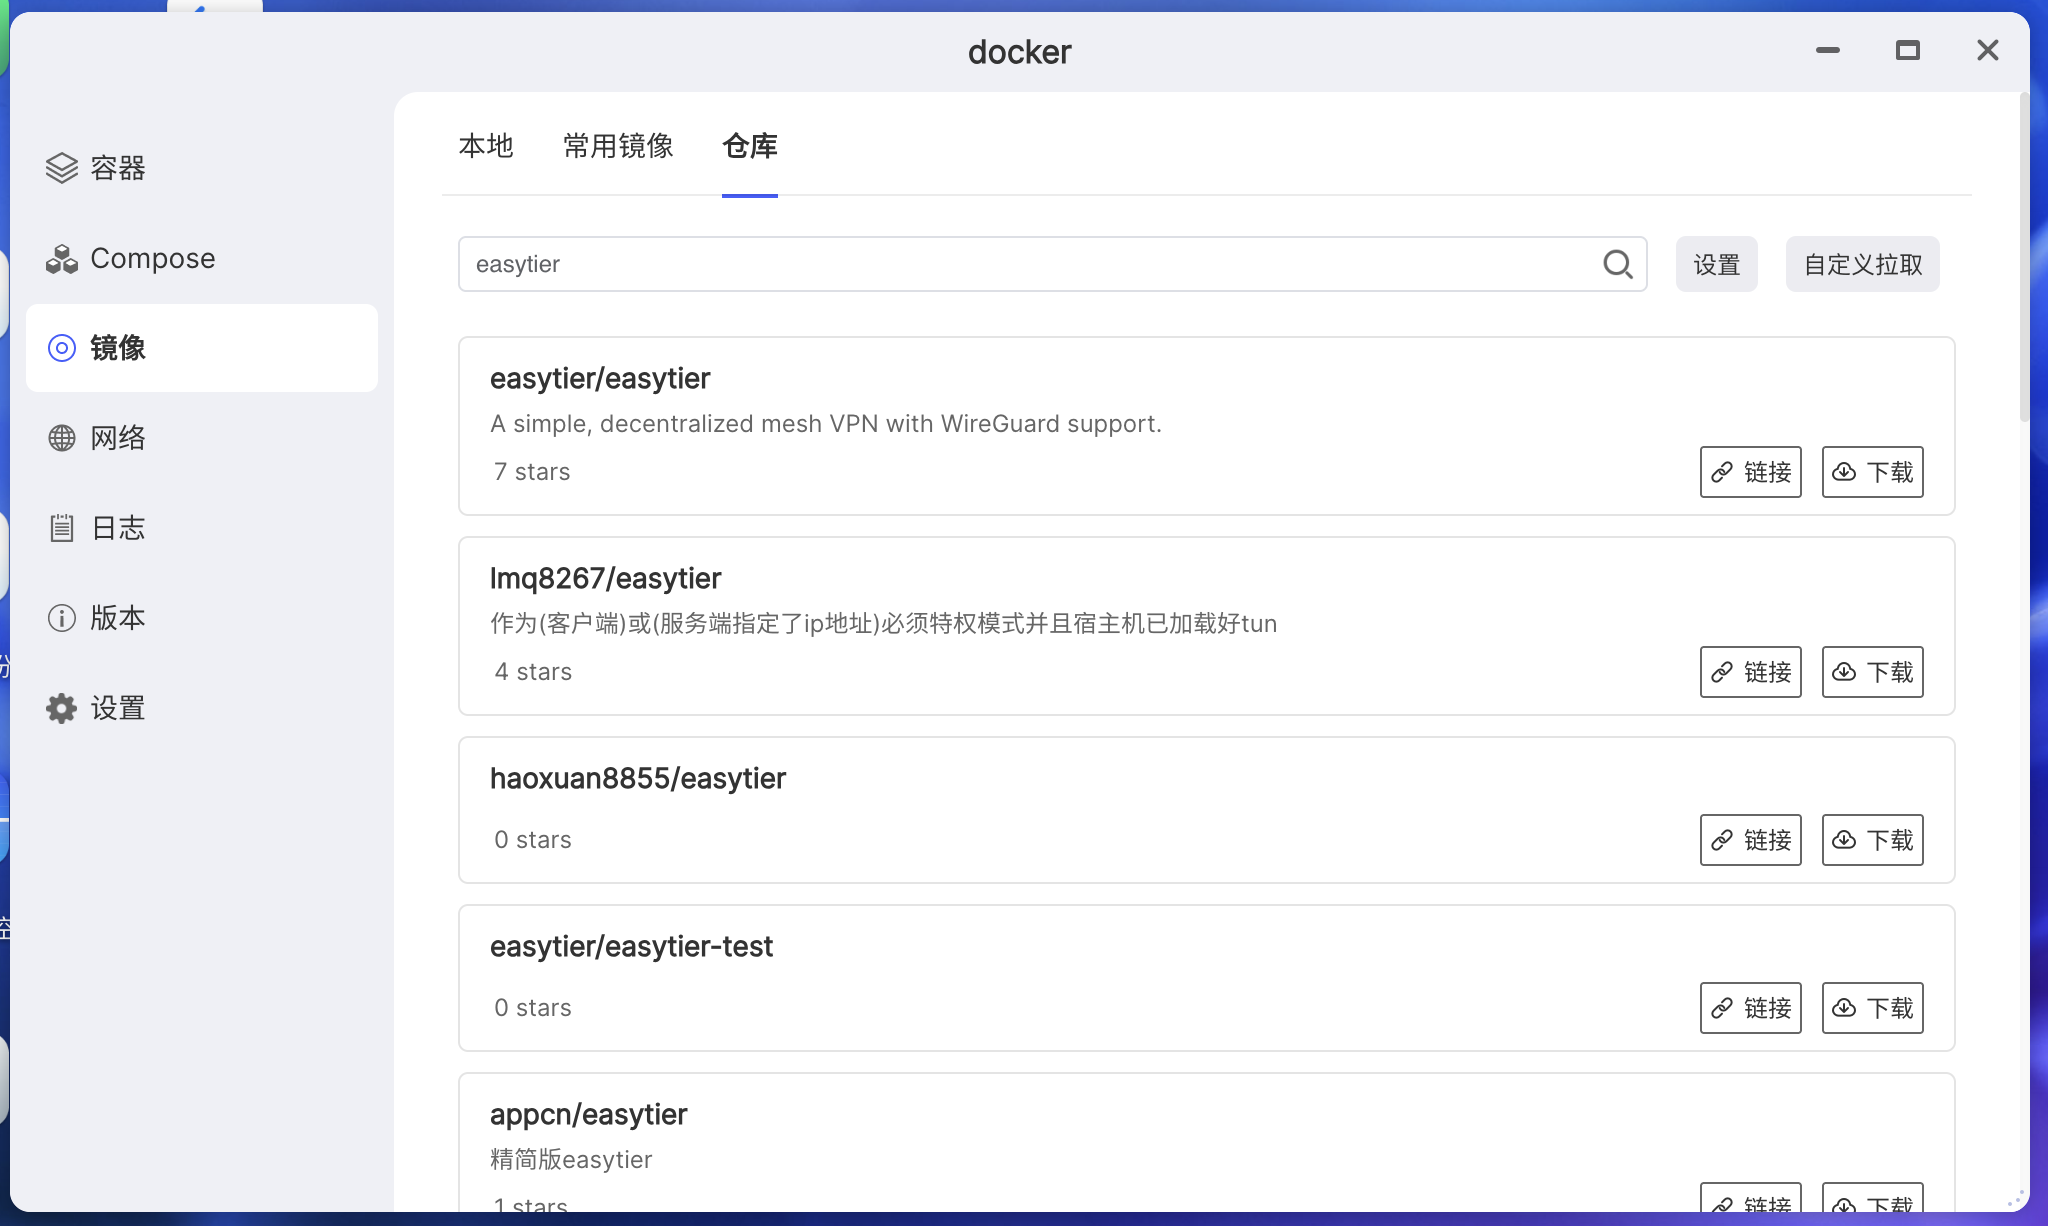 docker
容器
Compose
镜像
网络
日志
版本
设置
本地 常用镜像 仓库
easytier 设置 自定义拉取
easytier/easytier
A simple, decentralized mesh VPN with WireGuard support.
7 stars 链接 下载
lmq8267/easytier
作为(客户端)或(服务端指定了ip地址)必须特权模式并且宿主机已加载好tun
4 stars 链接 下载
haoxuan8855/easytier
0 stars 链接 下载
easytier/easytier-test
0 stars 链接 下载
appcn/easytier
精简版easytier
1 stars 链接 下载